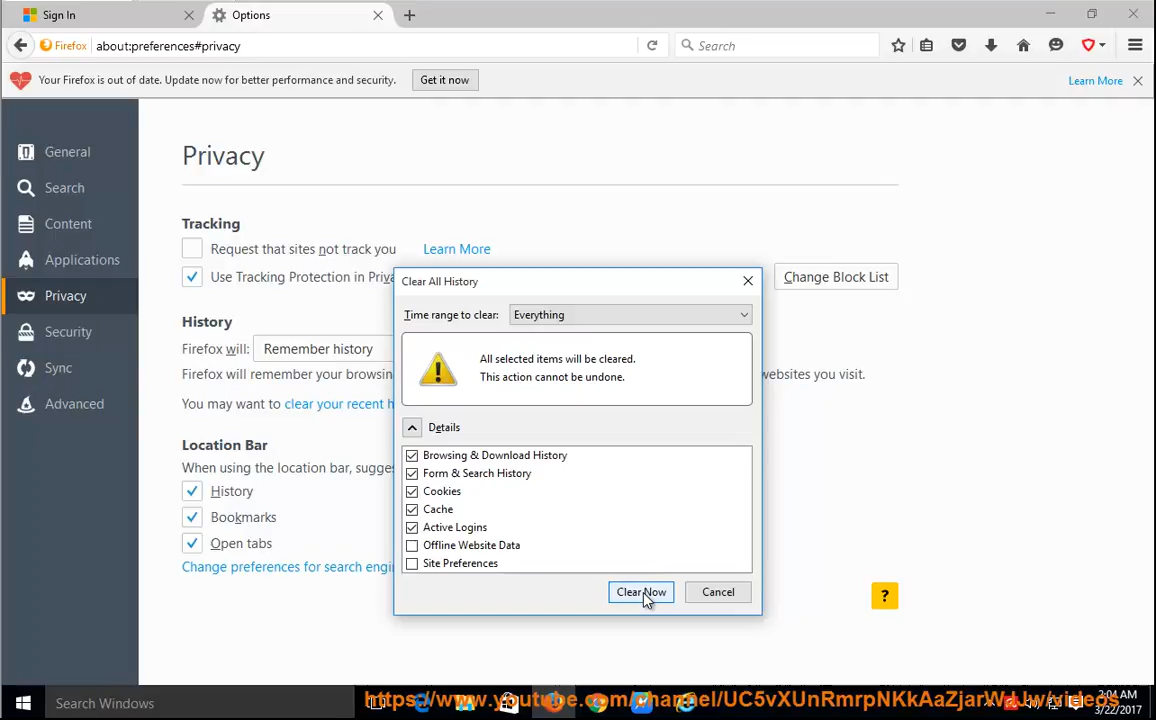 Sign In
Options
Firefox
about:preferences#privacy
Search
Your Firefox is out of date. Update now for better performance and security.
Get it now
Learn More
General
Search
Content
Applications
Privacy
Security
Sync
Advanced
Privacy
Tracking
Request that sites not track you
Learn More
Use Tracking Protection in Priva
Change Block List
History
Firefox will:
Remember history
Firefox will remember your browsin
websites you visit.
You may want to clear your recent h
Location Bar
When using the location bar, sugges
History
Bookmarks
Open tabs
Change preferences for search engi
?
Clear All History
Time range to clear:
Everything
All selected items will be cleared.
This action cannot be undone.
Details
Browsing & Download History
Form & Search History
Cookies
Cache
Active Logins
Offline Website Data
Site Preferences
Clear Now
Cancel
Search Windows
2:04 AM
3/22/2017